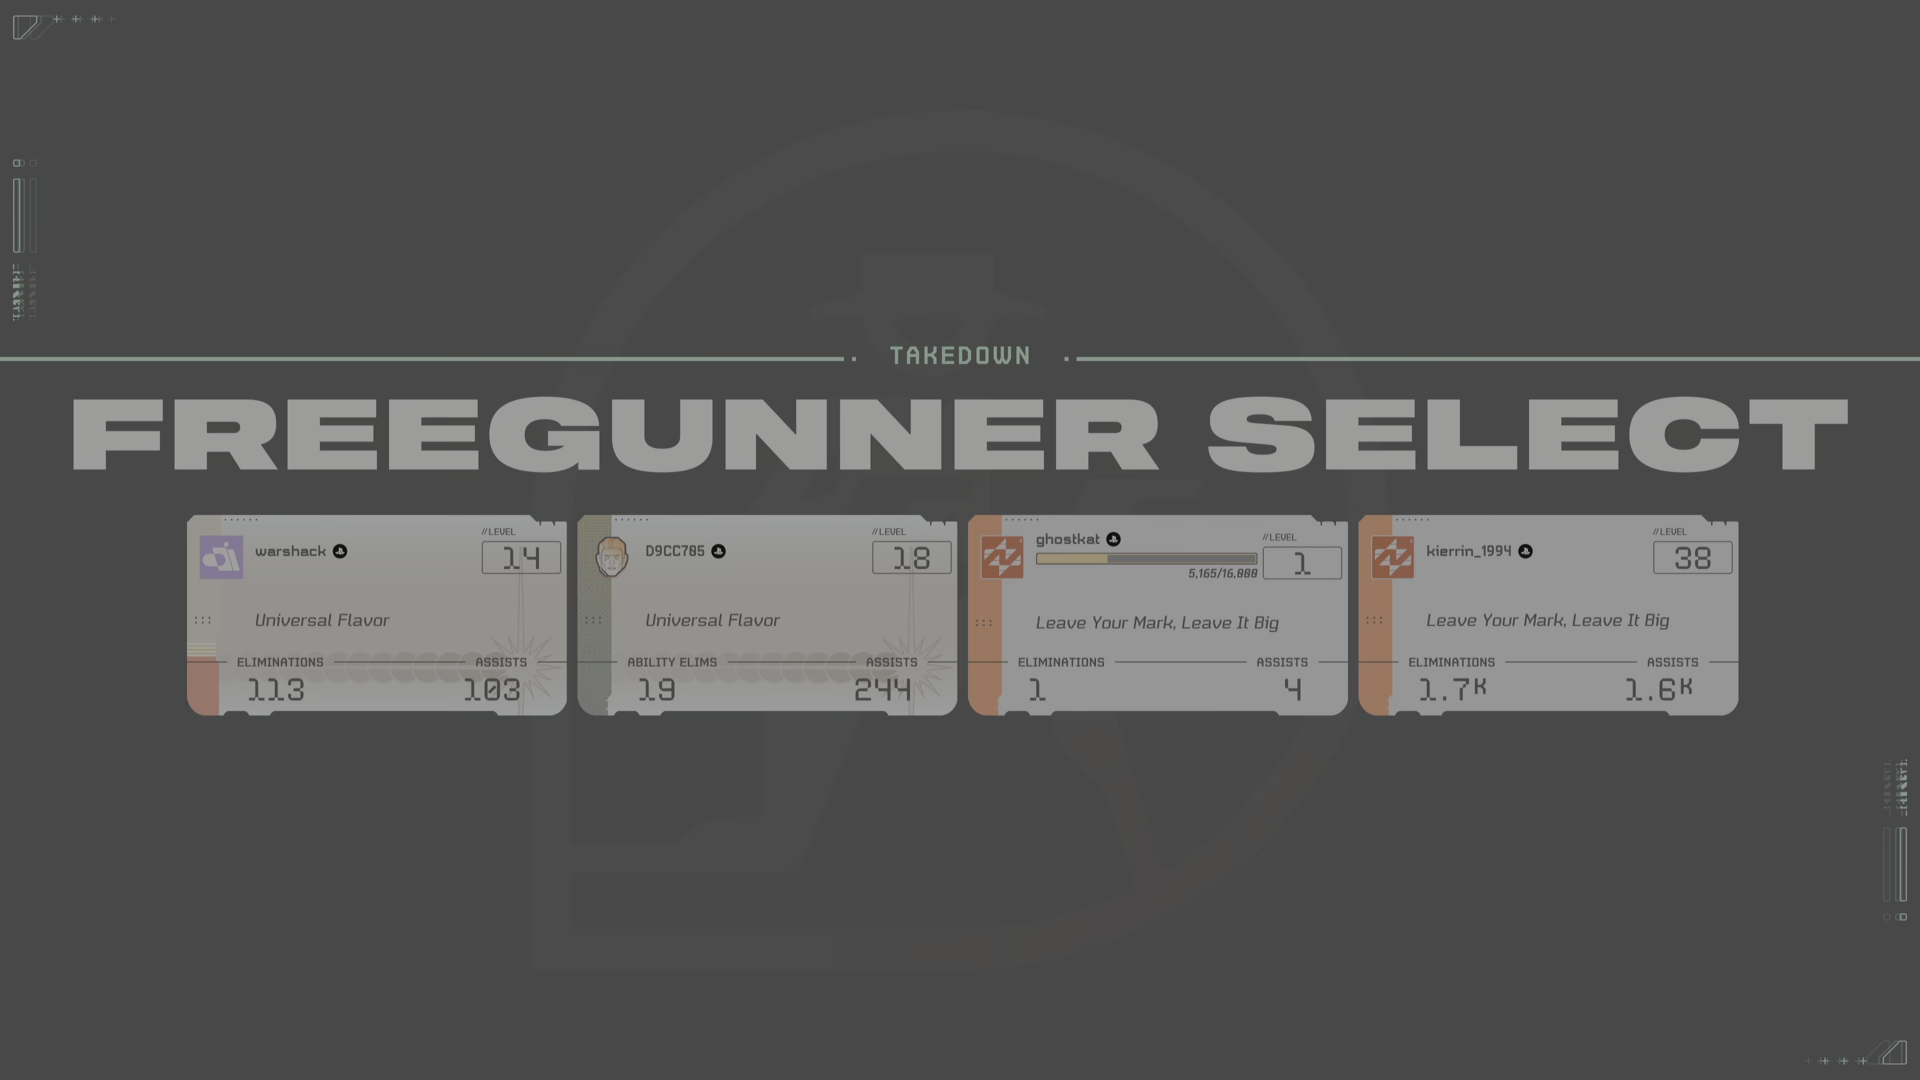 TAKEDOWN
FREEGUNNER SELECT
warshack
//LEVEL
14
Universal Flavor
ELIMINATIONS
ASSISTS
113
103
D9CC705
//LEVEL
18
Universal Flavor
ABILITY ELIMS
ASSISTS
19
244
ghostkat
//LEVEL
1
5,165/16,000
Leave Your Mark, Leave It Big
ELIMINATIONS
ASSISTS
1
4
kierrin_1994
//LEVEL
38
Leave Your Mark, Leave It Big
ELIMINATIONS
ASSISTS
1.7K
1.6K